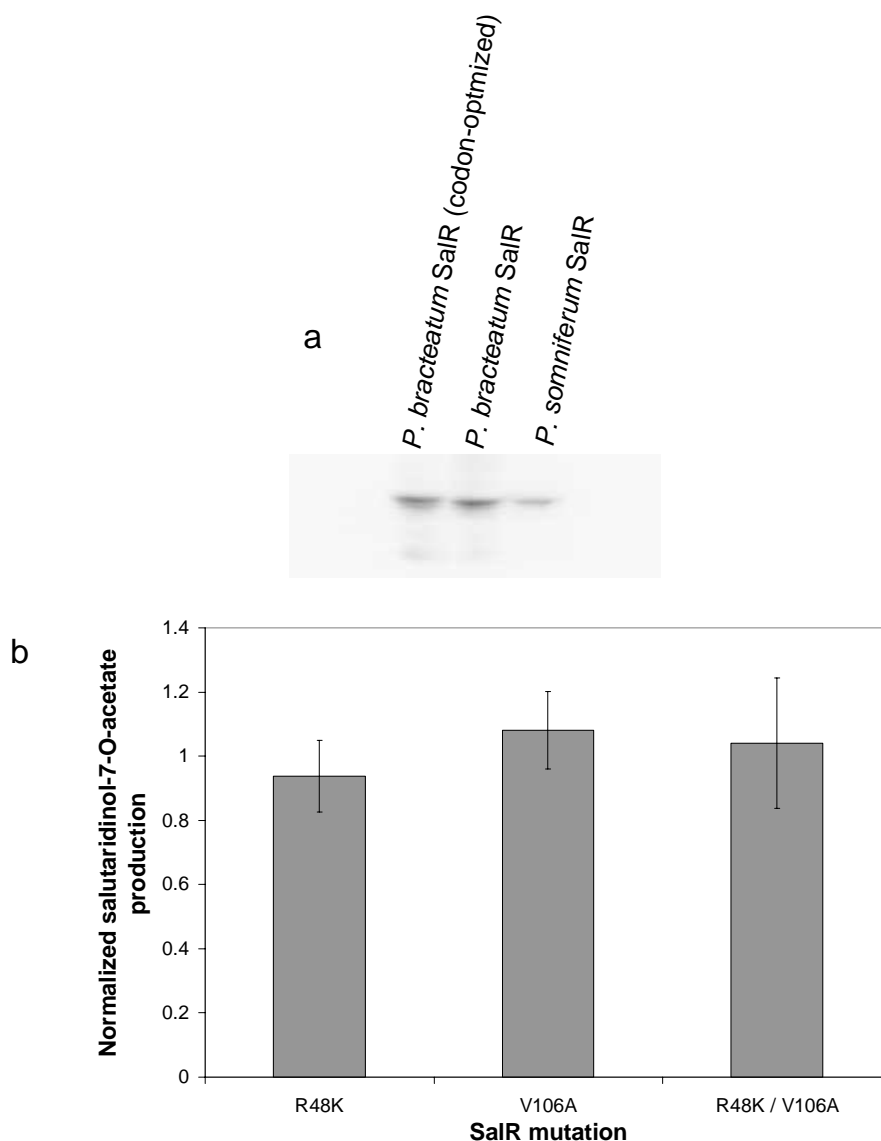 a
P. bracteatum SalR (codon-optmized)
P. bracteatum SalR
P. somniferum SalR
b
Normalized salutaridinol-7-O-acetate
production
1.4
1.2
1
0.8
0.6
0.4
0.2
0
R48K
V106A
R48K / V106A
SalR mutation